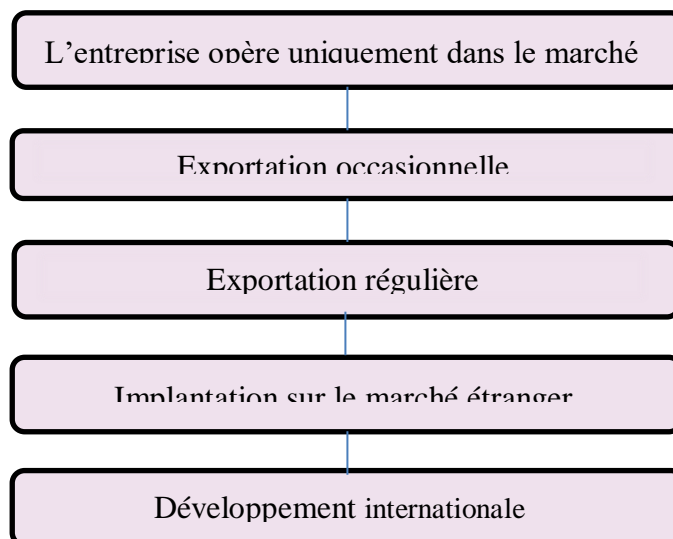 L’entreprise opère uniquement dans le marché
Exportation occasionnelle
Exportation régulière
Implantation sur le marché étranger
Développement internationale